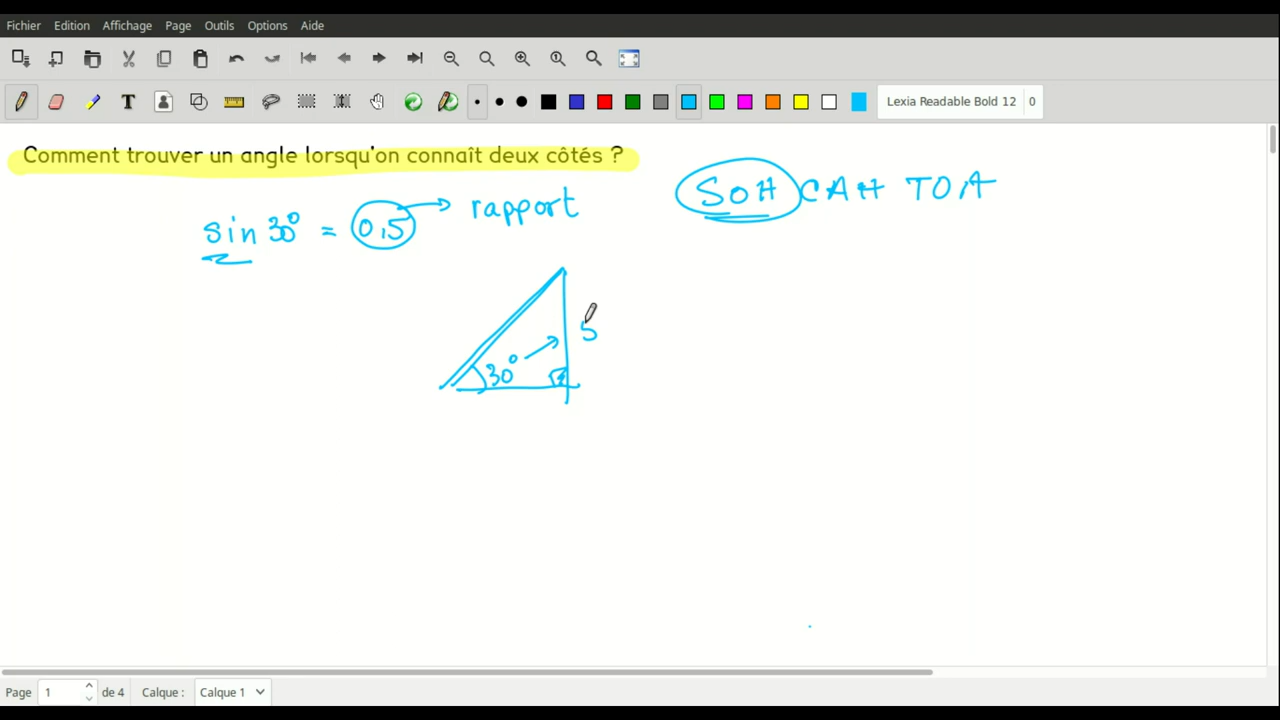 Fichier Edition Affichage Page Outils Options Aide
Lexia Readable Bold 12 0
Comment trouver un angle lorsqu'on connaît deux côtés ?
SOH CAH TOA
sin 30° = 0,5 → rapport
5
30°
Page 1 de 4 Calque : Calque 1